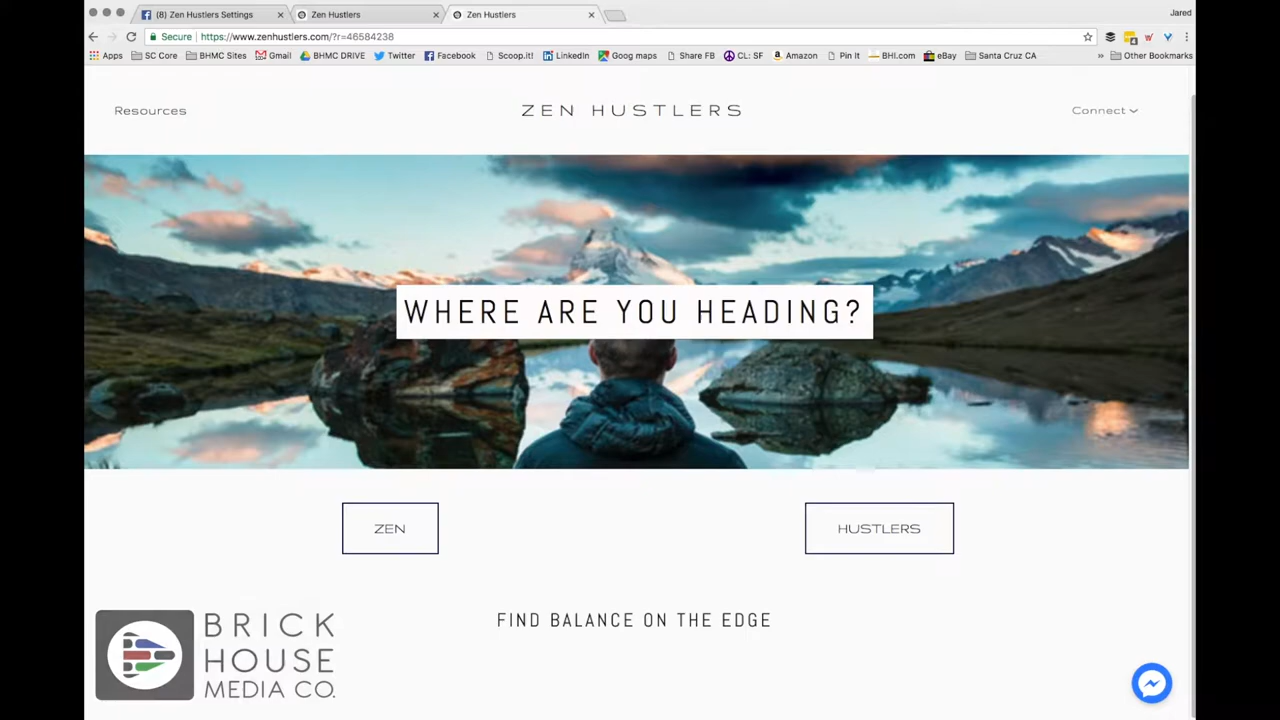 (8) Zen Hustlers Settings
Zen Hustlers
Zen Hustlers
Jared
Secure
https://www.zenhustlers.com/?r=46584238
Apps
SC Core
BHMC Sites
Gmail
BHMC DRIVE
Twitter
Facebook
Scoop.it!
LinkedIn
Goog maps
Share FB
CL: SF
Amazon
Pin It
BHI.com
eBay
Santa Cruz CA
»
Other Bookmarks
Resources
ZEN HUSTLERS
Connect
WHERE ARE YOU HEADING?
ZEN
HUSTLERS
FIND BALANCE ON THE EDGE
BRICK
HOUSE
MEDIA CO.